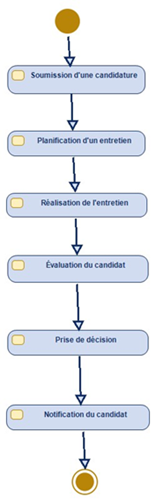 Soumission d'une candidature
Planification d'un entretien
Réalisation de l'entretien
Évaluation du candidat
Prise de décision
Notification du candidat